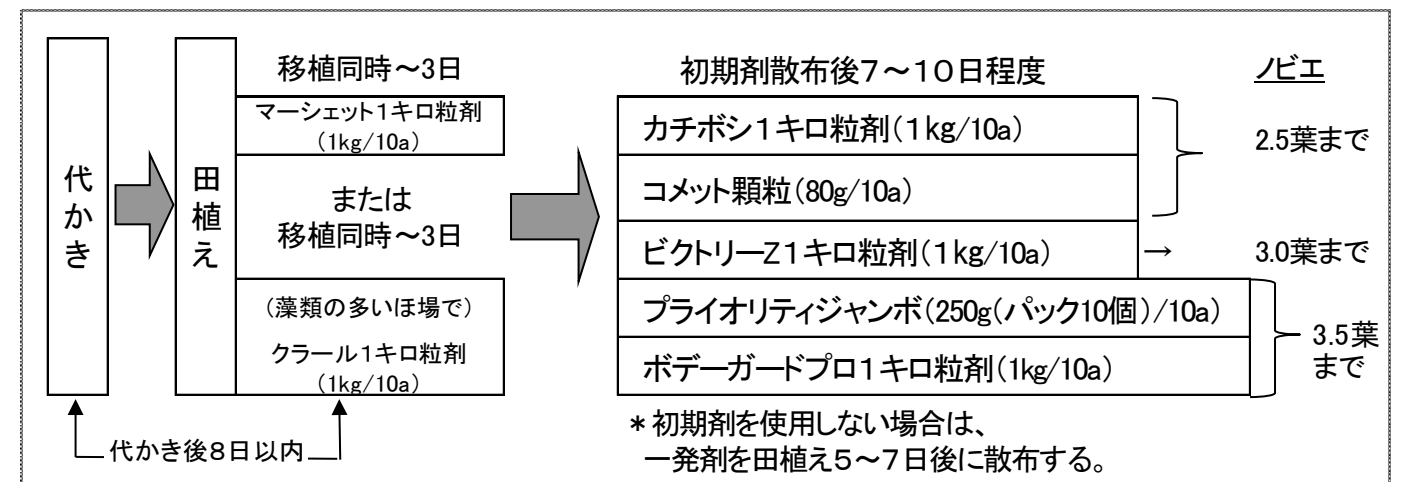 代かき
田植え
移植同時～3日
マーシェット1キロ粒剤
(1kg/10a)
または
移植同時～3日
(藻類の多いほ場で)
クラール1キロ粒剤
(1kg/10a)
代かき後8日以内
初期剤散布後7～10日程度
カチボシ1キロ粒剤(1kg/10a)
コメット顆粒(80g/10a)
ビクトリーZ1キロ粒剤(1kg/10a)
プライオリティジャンボ(250g(パック10個)/10a)
ボデーガードプロ1キロ粒剤(1kg/10a)
ノビエ
2.5葉まで
→ 3.0葉まで
3.5葉
まで
＊初期剤を使用しない場合は、
一発剤を田植え5～7日後に散布する。